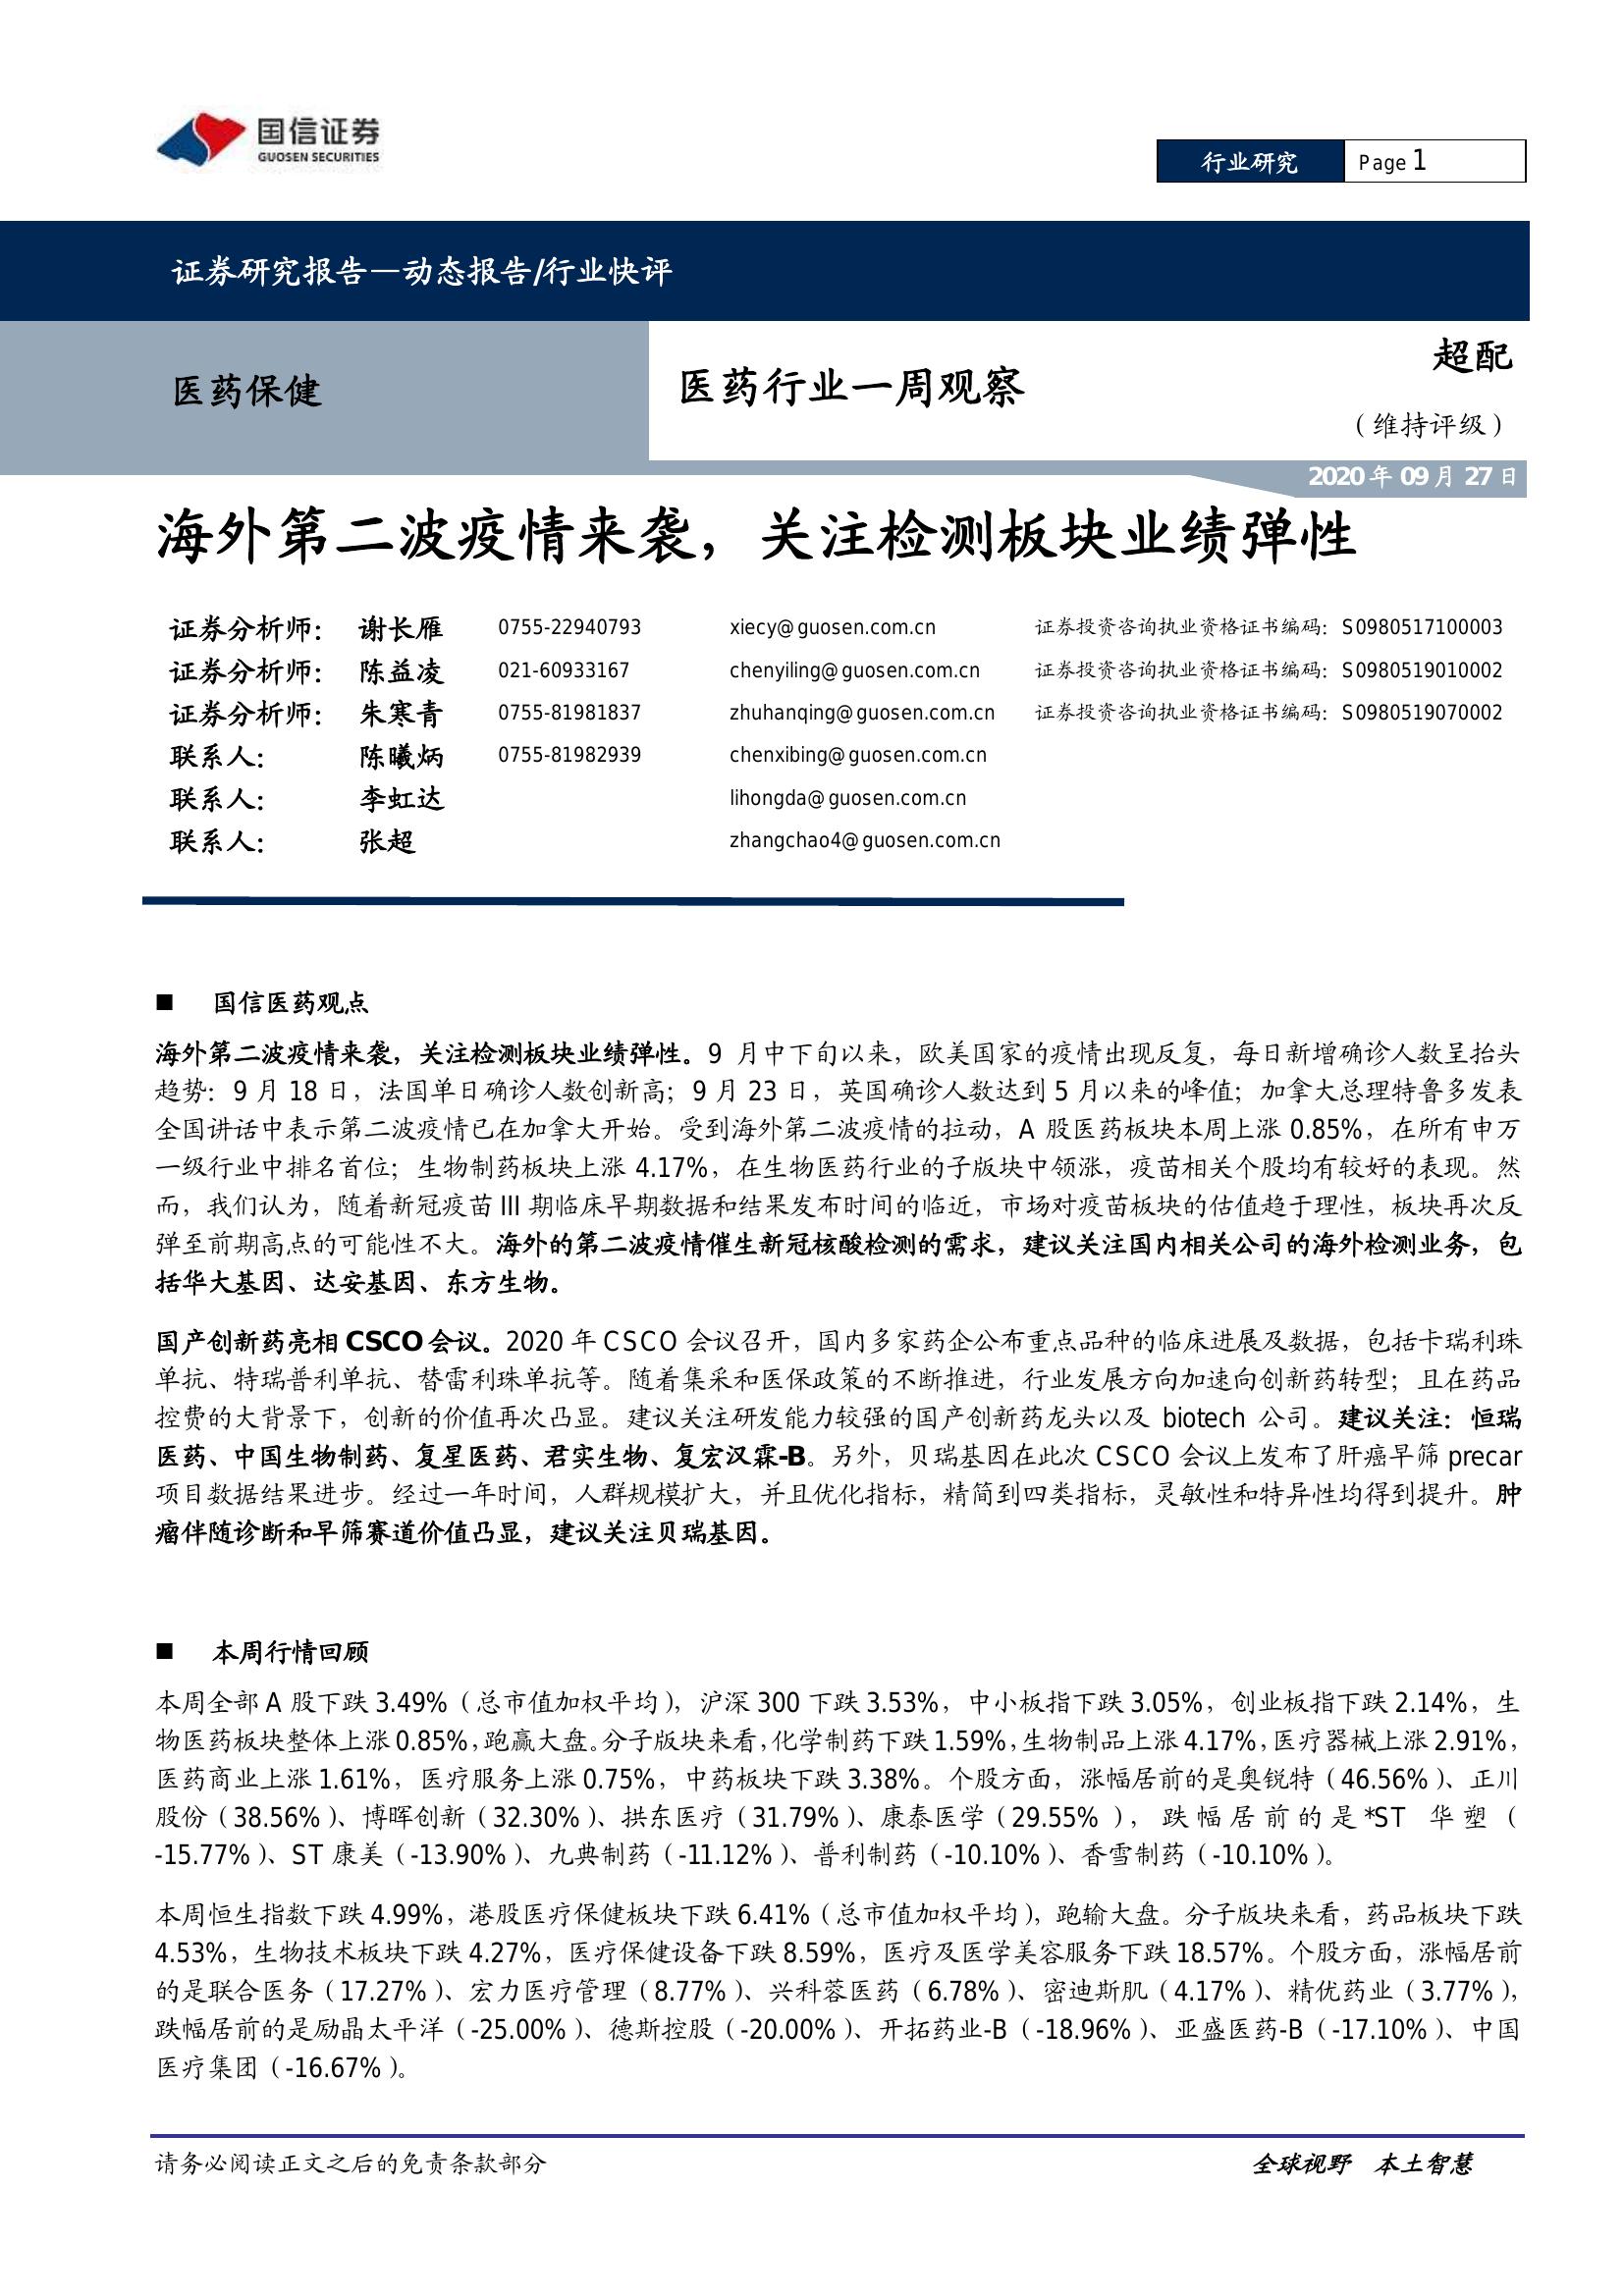 国信证券
GUOSEN SECURITIES
行业研究 Page 1
证券研究报告—动态报告/行业快评
医药保健
医药行业一周观察
超配
（维持评级）
2020 年 09 月 27 日
海外第二波疫情来袭，关注检测板块业绩弹性
证券分析师： 谢长雁 0755-22940793 xiecy@guosen.com.cn 证券投资咨询执业资格证书编码：S0980517100003
证券分析师： 陈益凌 021-60933167 chenyiling@guosen.com.cn 证券投资咨询执业资格证书编码：S0980519010002
证券分析师： 朱寒青 0755-81981837 zhuhanqing@guosen.com.cn 证券投资咨询执业资格证书编码：S0980519070002
联系人： 陈曦炳 0755-81982939 chenxibing@guosen.com.cn
联系人： 李虹达 lihongda@guosen.com.cn
联系人： 张超 zhangchao4@guosen.com.cn
■ 国信医药观点
海外第二波疫情来袭，关注检测板块业绩弹性。9 月中下旬以来，欧美国家的疫情出现反复，每日新增确诊人数呈抬头
趋势：9 月 18 日，法国单日确诊人数创新高；9 月 23 日，英国确诊人数达到 5 月以来的峰值；加拿大总理特鲁多发表
全国讲话中表示第二波疫情已在加拿大开始。受到海外第二波疫情的拉动，A 股医药板块本周上涨 0.85%，在所有申万
一级行业中排名首位；生物制药板块上涨 4.17%，在生物医药行业的子版块中领涨，疫苗相关个股均有较好的表现。然
而，我们认为，随着新冠疫苗 III 期临床早期数据和结果发布时间的临近，市场对疫苗板块的估值趋于理性，板块再次反
弹至前期高点的可能性不大。海外的第二波疫情催生新冠核酸检测的需求，建议关注国内相关公司的海外检测业务，包
括华大基因、达安基因、东方生物。
国产创新药亮相 CSCO 会议。2020 年 CSCO 会议召开，国内多家药企公布重点品种的临床进展及数据，包括卡瑞利珠
单抗、特瑞普利单抗、替雷利珠单抗等。随着集采和医保政策的不断推进，行业发展方向加速向创新药转型；且在药品
控费的大背景下，创新的价值再次凸显。建议关注研发能力较强的国产创新药龙头以及 biotech 公司。建议关注：恒瑞
医药、中国生物制药、复星医药、君实生物、复宏汉霖-B。另外，贝瑞基因在此次 CSCO 会议上发布了肝癌早筛 precar
项目数据结果进步。经过一年时间，人群规模扩大，并且优化指标，精简到四类指标，灵敏性和特异性均得到提升。肿
瘤伴随诊断和早筛赛道价值凸显，建议关注贝瑞基因。
■ 本周行情回顾
本周全部 A 股下跌 3.49%（总市值加权平均），沪深 300 下跌 3.53%，中小板指下跌 3.05%，创业板指下跌 2.14%，生
物医药板块整体上涨 0.85%，跑赢大盘。分子版块来看，化学制药下跌 1.59%，生物制品上涨 4.17%，医疗器械上涨 2.91%，
医药商业上涨 1.61%，医疗服务上涨 0.75%，中药板块下跌 3.38%。个股方面，涨幅居前的是奥锐特（46.56%）、正川
股份（38.56%）、博晖创新（32.30%）、拱东医疗（31.79%）、康泰医学（29.55% ），跌幅居前的是*ST 华塑（
-15.77%）、ST 康美（-13.90%）、九典制药（-11.12%）、普利制药（-10.10%）、香雪制药（-10.10%）。
本周恒生指数下跌 4.99%，港股医疗保健板块下跌 6.41%（总市值加权平均），跑输大盘。分子版块来看，药品板块下跌
4.53%，生物技术板块下跌 4.27%，医疗保健设备下跌 8.59%，医疗及医学美容服务下跌 18.57%。个股方面，涨幅居前
的是联合医务（17.27%）、宏力医疗管理（8.77%）、兴科蓉医药（6.78%）、密迪斯肌（4.17%）、精优药业（3.77%），
跌幅居前的是励晶太平洋（-25.00%）、德斯控股（-20.00%）、开拓药业-B（-18.96%）、亚盛医药-B（-17.10%）、中国
医疗集团（-16.67%）。
请务必阅读正文之后的免责条款部分 全球视野 本土智慧